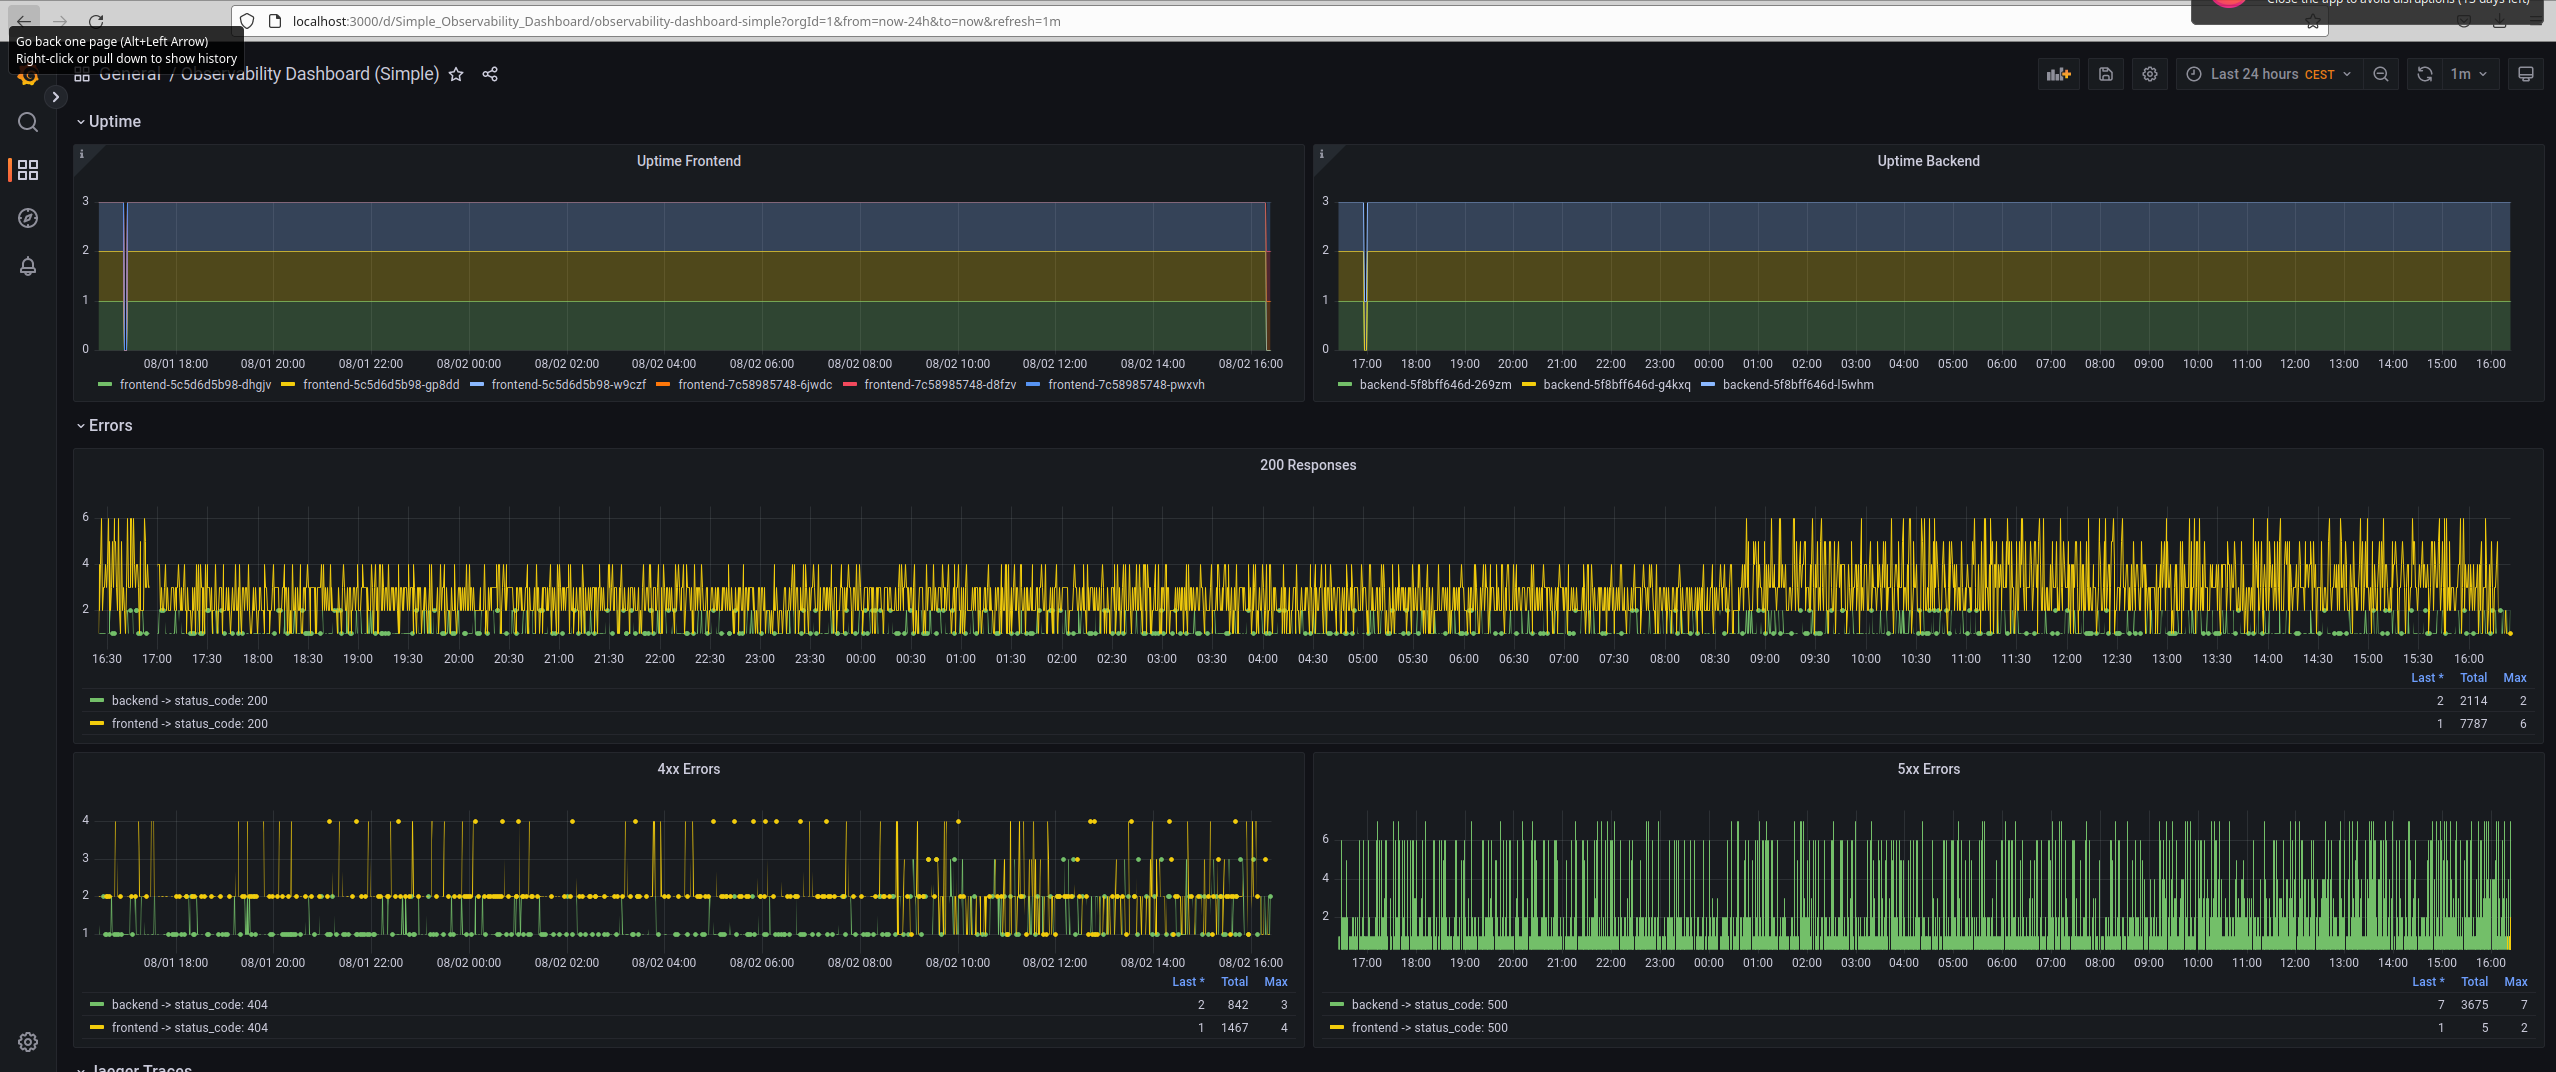 localhost:3000/d/Simple_Observability_Dashboard/observability-dashboard-simple?orgId=1&from=now-24h&to=now&refresh=1m
Close the app to avoid disruptions (13 days left)
Go back one page (Alt+Left Arrow)
Right-click or pull down to show history
General / Observability Dashboard (Simple)
Last 24 hours CEST
1m
Uptime
Uptime Frontend
3
2
1
0
08/01 18:00 08/01 20:00 08/01 22:00 08/02 00:00 08/02 02:00 08/02 04:00 08/02 06:00 08/02 08:00 08/02 10:00 08/02 12:00 08/02 14:00 08/02 16:00
frontend-5c5d6d5b98-dhgjv frontend-5c5d6d5b98-gp8dd frontend-5c5d6d5b98-w9czf frontend-7c58985748-6jwdc frontend-7c58985748-d8fzv frontend-7c58985748-pwxvh
Uptime Backend
3
2
1
0
17:00 18:00 19:00 20:00 21:00 22:00 23:00 00:00 01:00 02:00 03:00 04:00 05:00 06:00 07:00 08:00 09:00 10:00 11:00 12:00 13:00 14:00 15:00 16:00
backend-5f8bff646d-269zm backend-5f8bff646d-g4kxq backend-5f8bff646d-l5whm
Errors
200 Responses
6
4
2
16:30 17:00 17:30 18:00 18:30 19:00 19:30 20:00 20:30 21:00 21:30 22:00 22:30 23:00 23:30 00:00 00:30 01:00 01:30 02:00 02:30 03:00 03:30 04:00 04:30 05:00 05:30 06:00 06:30 07:00 07:30 08:00 08:30 09:00 09:30 10:00 10:30 11:00 11:30 12:00 12:30 13:00 13:30 14:00 14:30 15:00 15:30 16:00
Last * Total Max
backend -> status_code: 200 2 2114 2
frontend -> status_code: 200 1 7787 6
4xx Errors
4
3
2
1
08/01 18:00 08/01 20:00 08/01 22:00 08/02 00:00 08/02 02:00 08/02 04:00 08/02 06:00 08/02 08:00 08/02 10:00 08/02 12:00 08/02 14:00 08/02 16:00
Last * Total Max
backend -> status_code: 404 2 842 3
frontend -> status_code: 404 1 1467 4
5xx Errors
6
4
2
17:00 18:00 19:00 20:00 21:00 22:00 23:00 00:00 01:00 02:00 03:00 04:00 05:00 06:00 07:00 08:00 09:00 10:00 11:00 12:00 13:00 14:00 15:00 16:00
Last * Total Max
backend -> status_code: 500 7 3675 7
frontend -> status_code: 500 1 5 2
Jaeger Traces